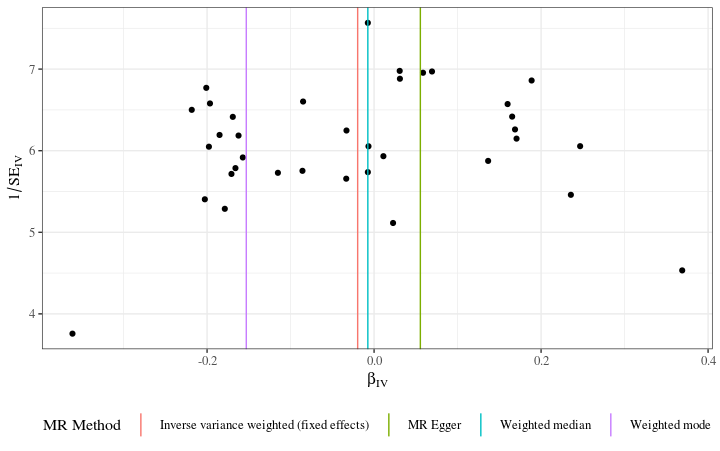 1/SE_IV
7
6
5
4
-0.2
0.0
0.2
0.4
β_IV
MR Method
Inverse variance weighted (fixed effects)
MR Egger
Weighted median
Weighted mode